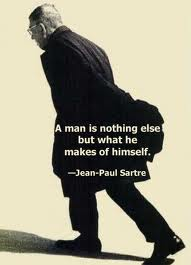 A man is nothing else
but what he
makes of himself.
—Jean-Paul Sartre